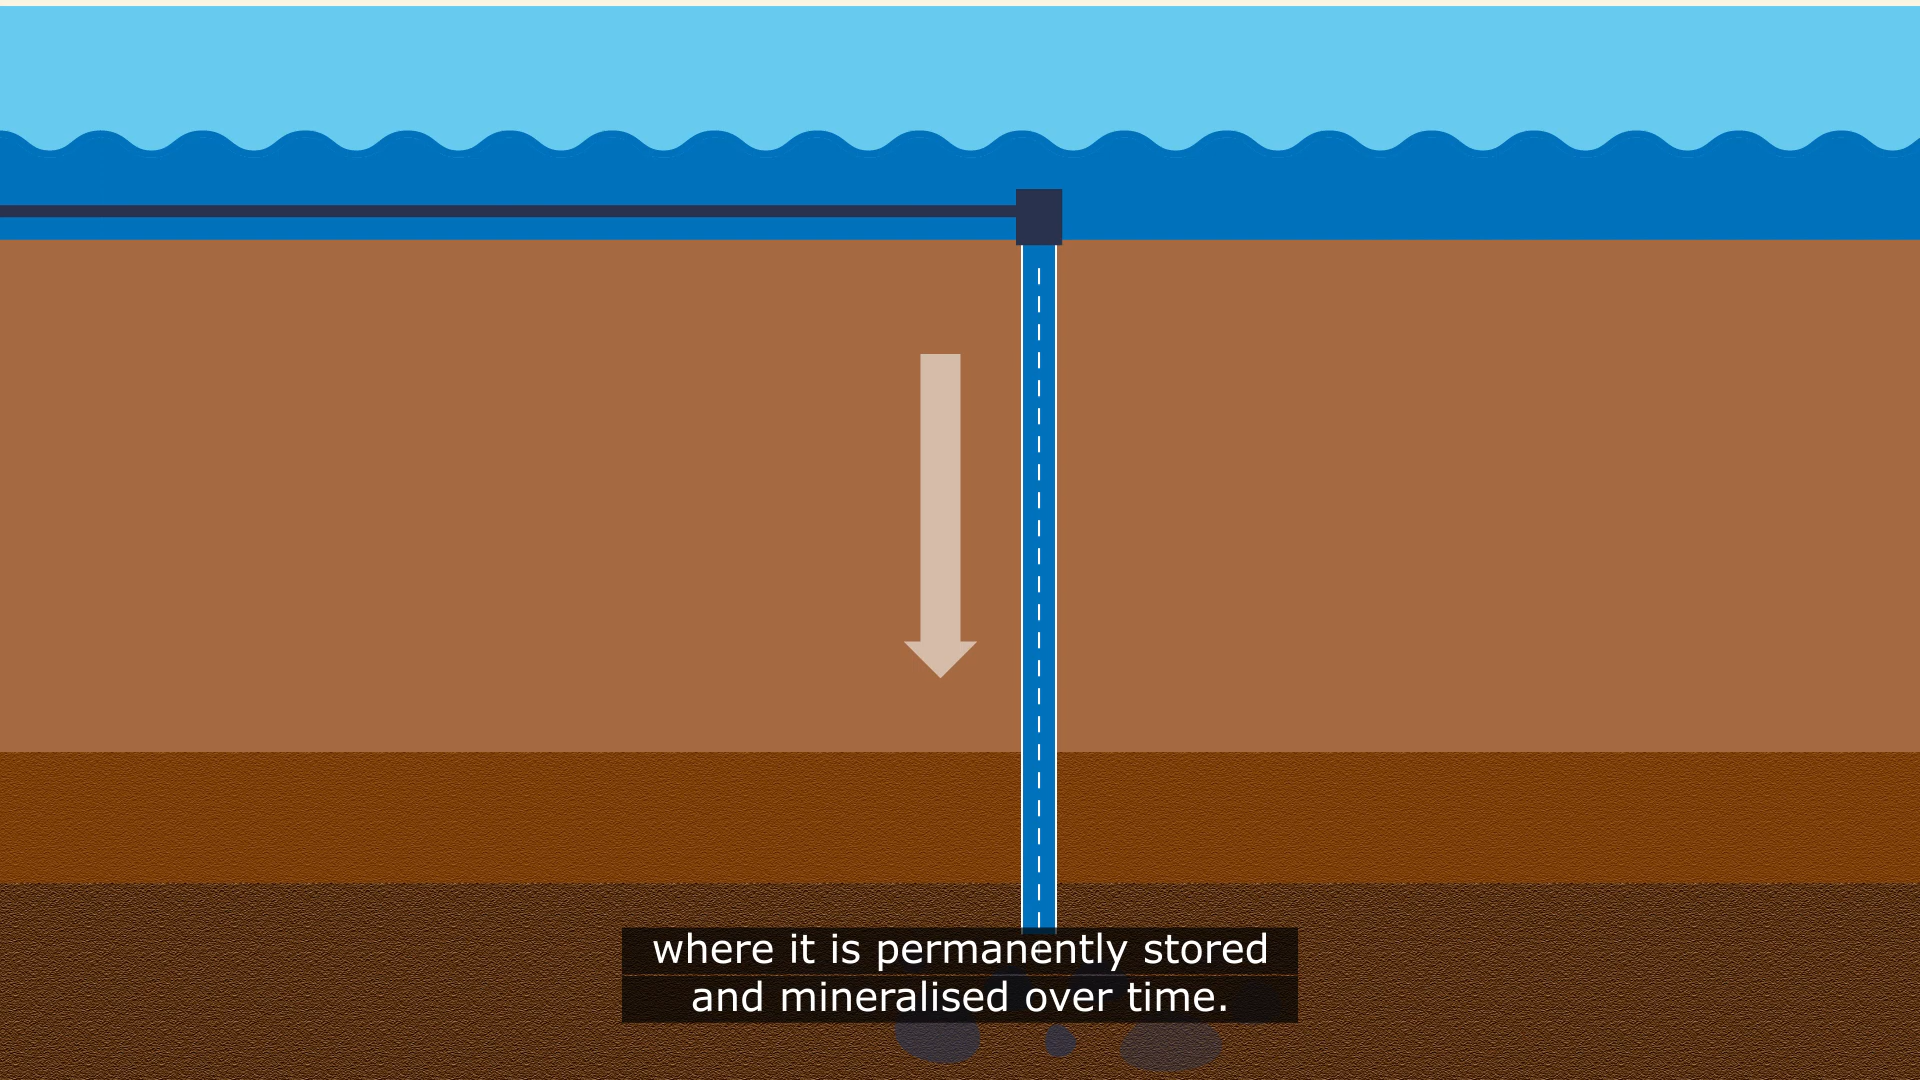 where it is permanently stored
and mineralised over time.